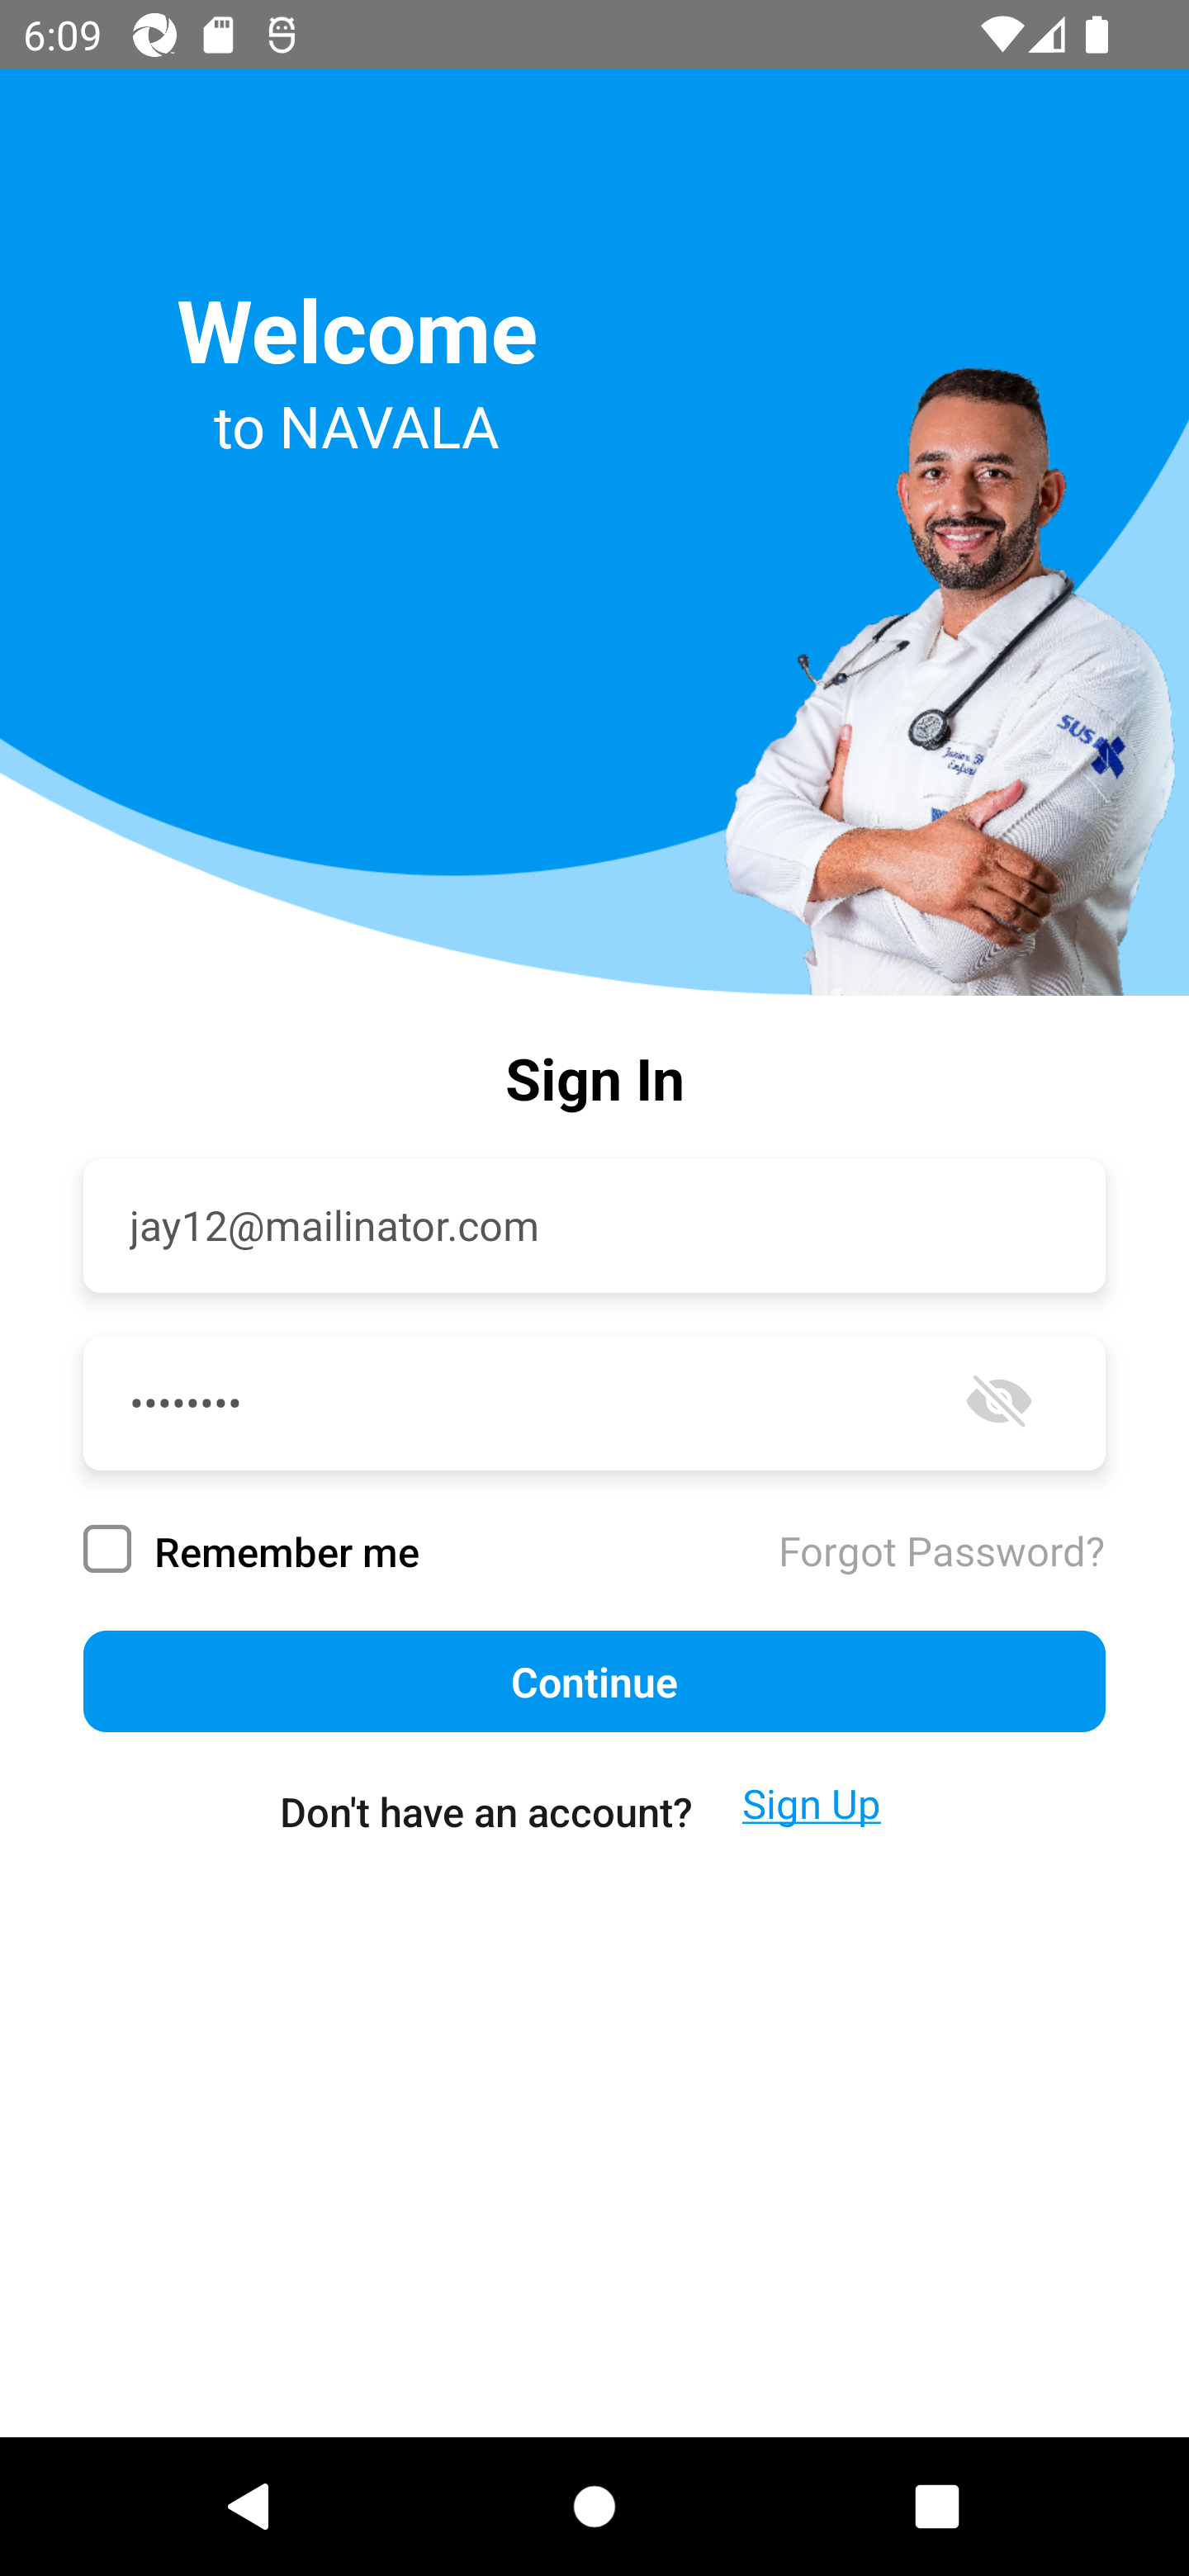 6:09
Welcome
to NAVALA
SUS
Sign In
jay12@mailinator.com
••••••••
Remember me
Forgot Password?
Continue
Don't have an account? Sign Up